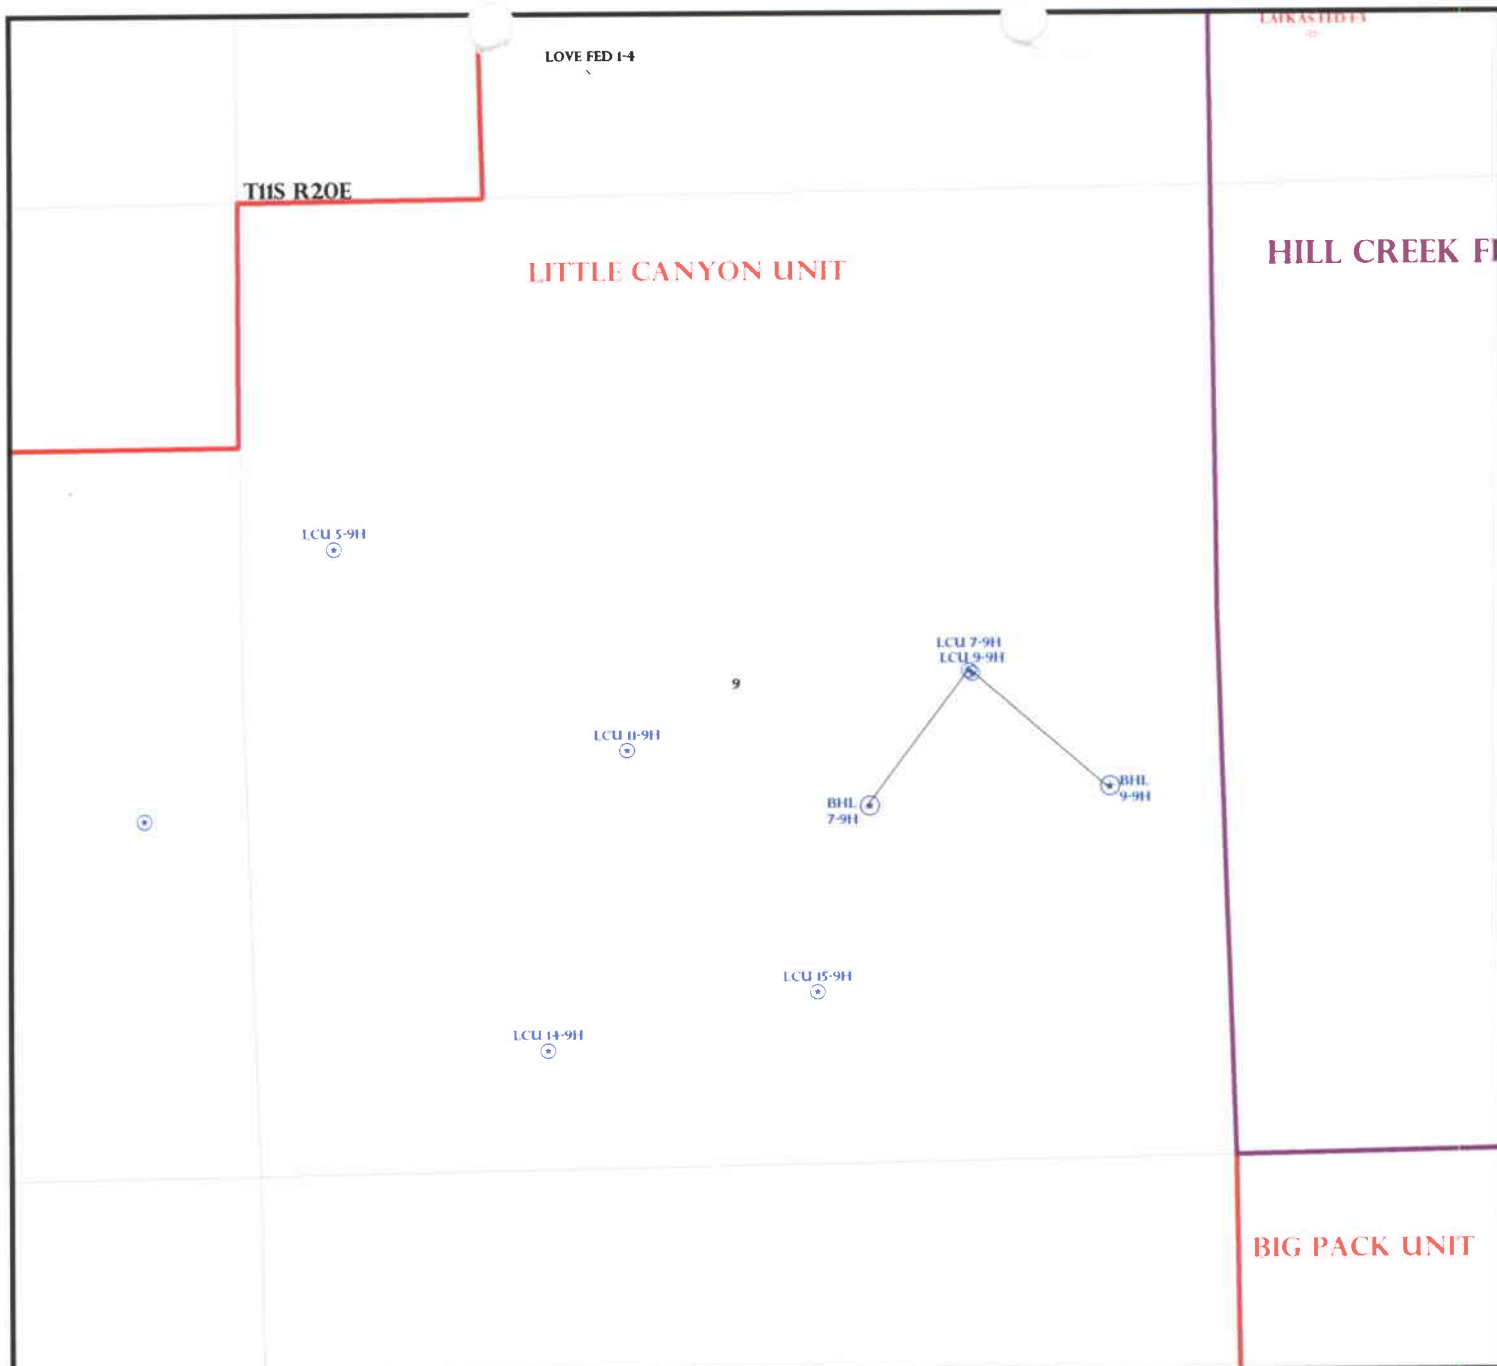 LOVE FED 1-4
T11S R20E
LITTLE CANYON UNIT
HILL CREEK
LCU 5-9H
LCU 7-9H
LCU 9-9H
9
LCU 11-9H
BHL
9-9H
BHL
7-9H
LCU 15-9H
LCU 14-9H
BIG PACK UNIT